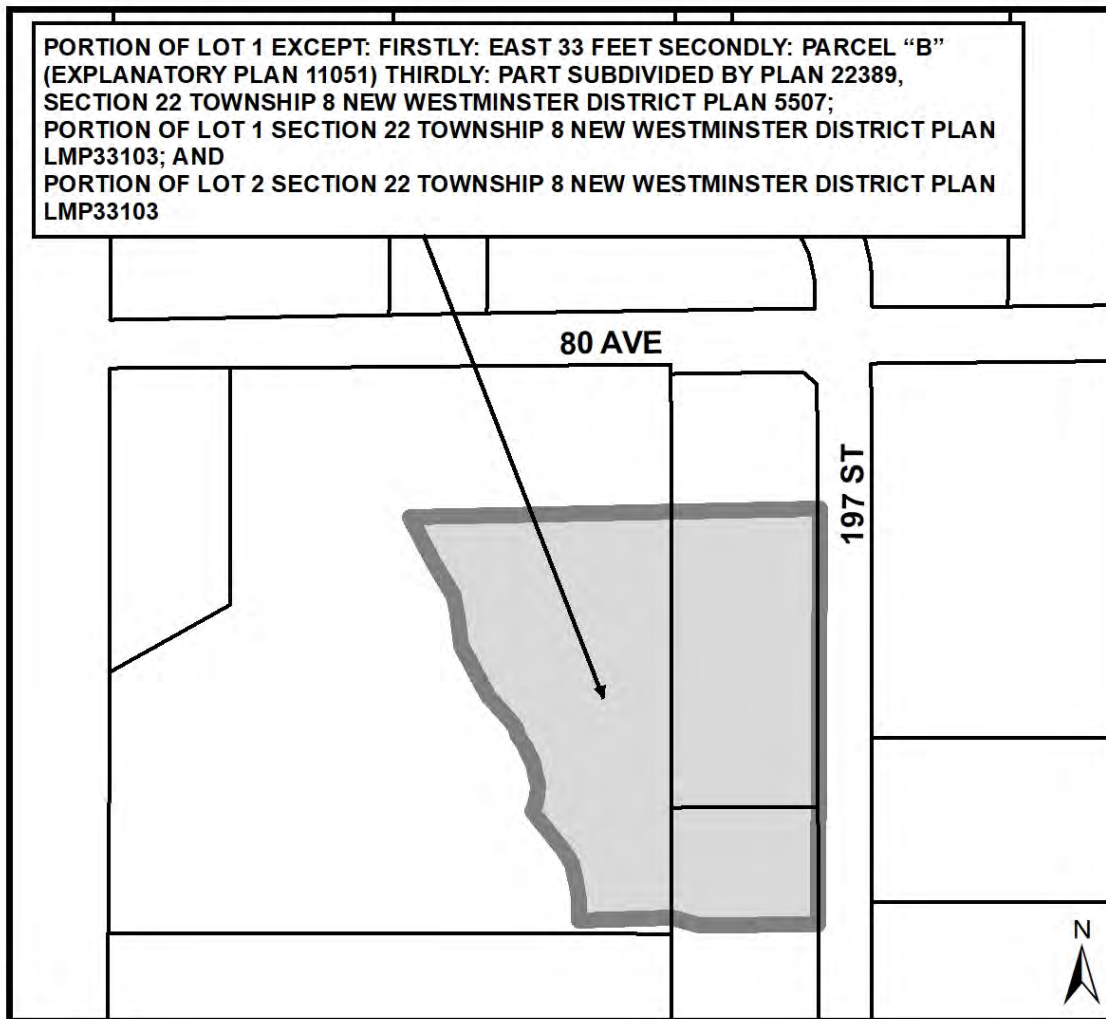 PORTION OF LOT 1 EXCEPT: FIRSTLY: EAST 33 FEET SECONDLY: PARCEL “B”
(EXPLANATORY PLAN 11051) THIRDLY: PART SUBDIVIDED BY PLAN 22389,
SECTION 22 TOWNSHIP 8 NEW WESTMINSTER DISTRICT PLAN 5507;
PORTION OF LOT 1 SECTION 22 TOWNSHIP 8 NEW WESTMINSTER DISTRICT PLAN
LMP33103; AND
PORTION OF LOT 2 SECTION 22 TOWNSHIP 8 NEW WESTMINSTER DISTRICT PLAN
LMP33103
80 AVE
197 ST
N